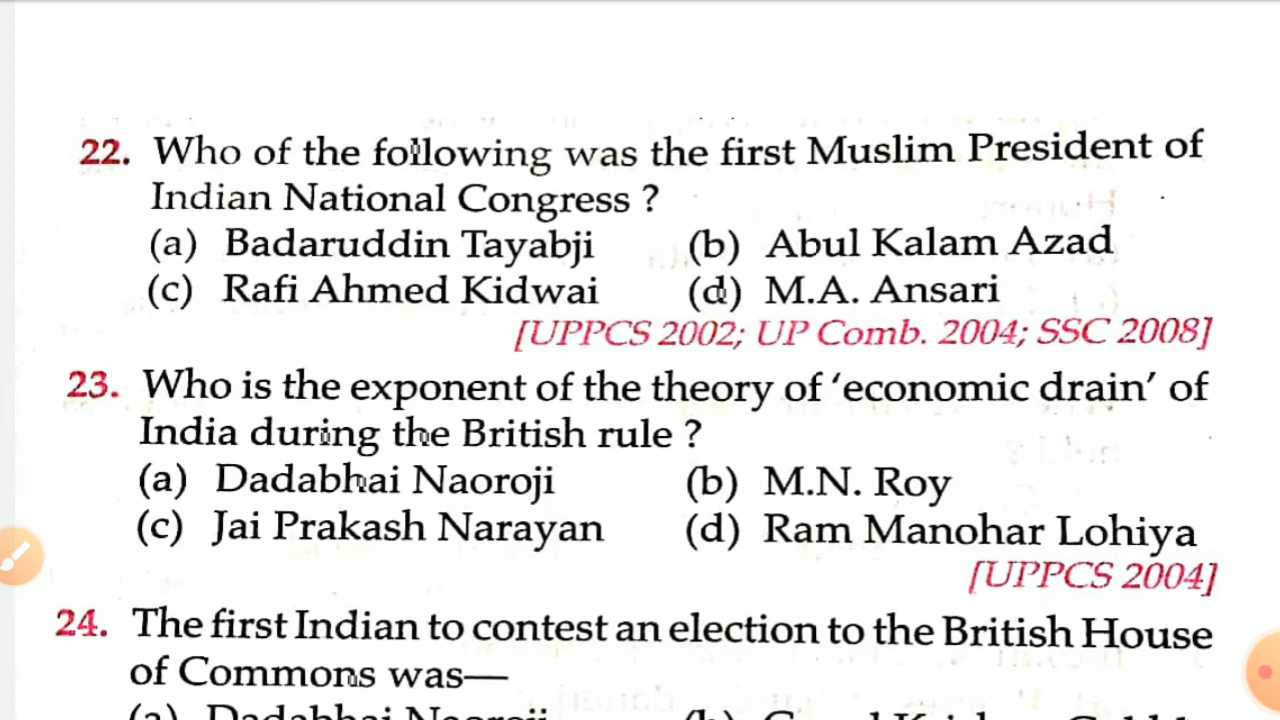 22. Who of the following was the first Muslim President of
Indian National Congress ?
(a) Badaruddin Tayabji (b) Abul Kalam Azad
(c) Rafi Ahmed Kidwai (d) M.A. Ansari
[UPPCS 2002; UP Comb. 2004; SSC 2008]
23. Who is the exponent of the theory of ‘economic drain’ of
India during the British rule ?
(a) Dadabhai Naoroji (b) M.N. Roy
(c) Jai Prakash Narayan (d) Ram Manohar Lohiya
[UPPCS 2004]
24. The first Indian to contest an election to the British House
of Commons was—
(a) Dadabhai Naoroji (b)